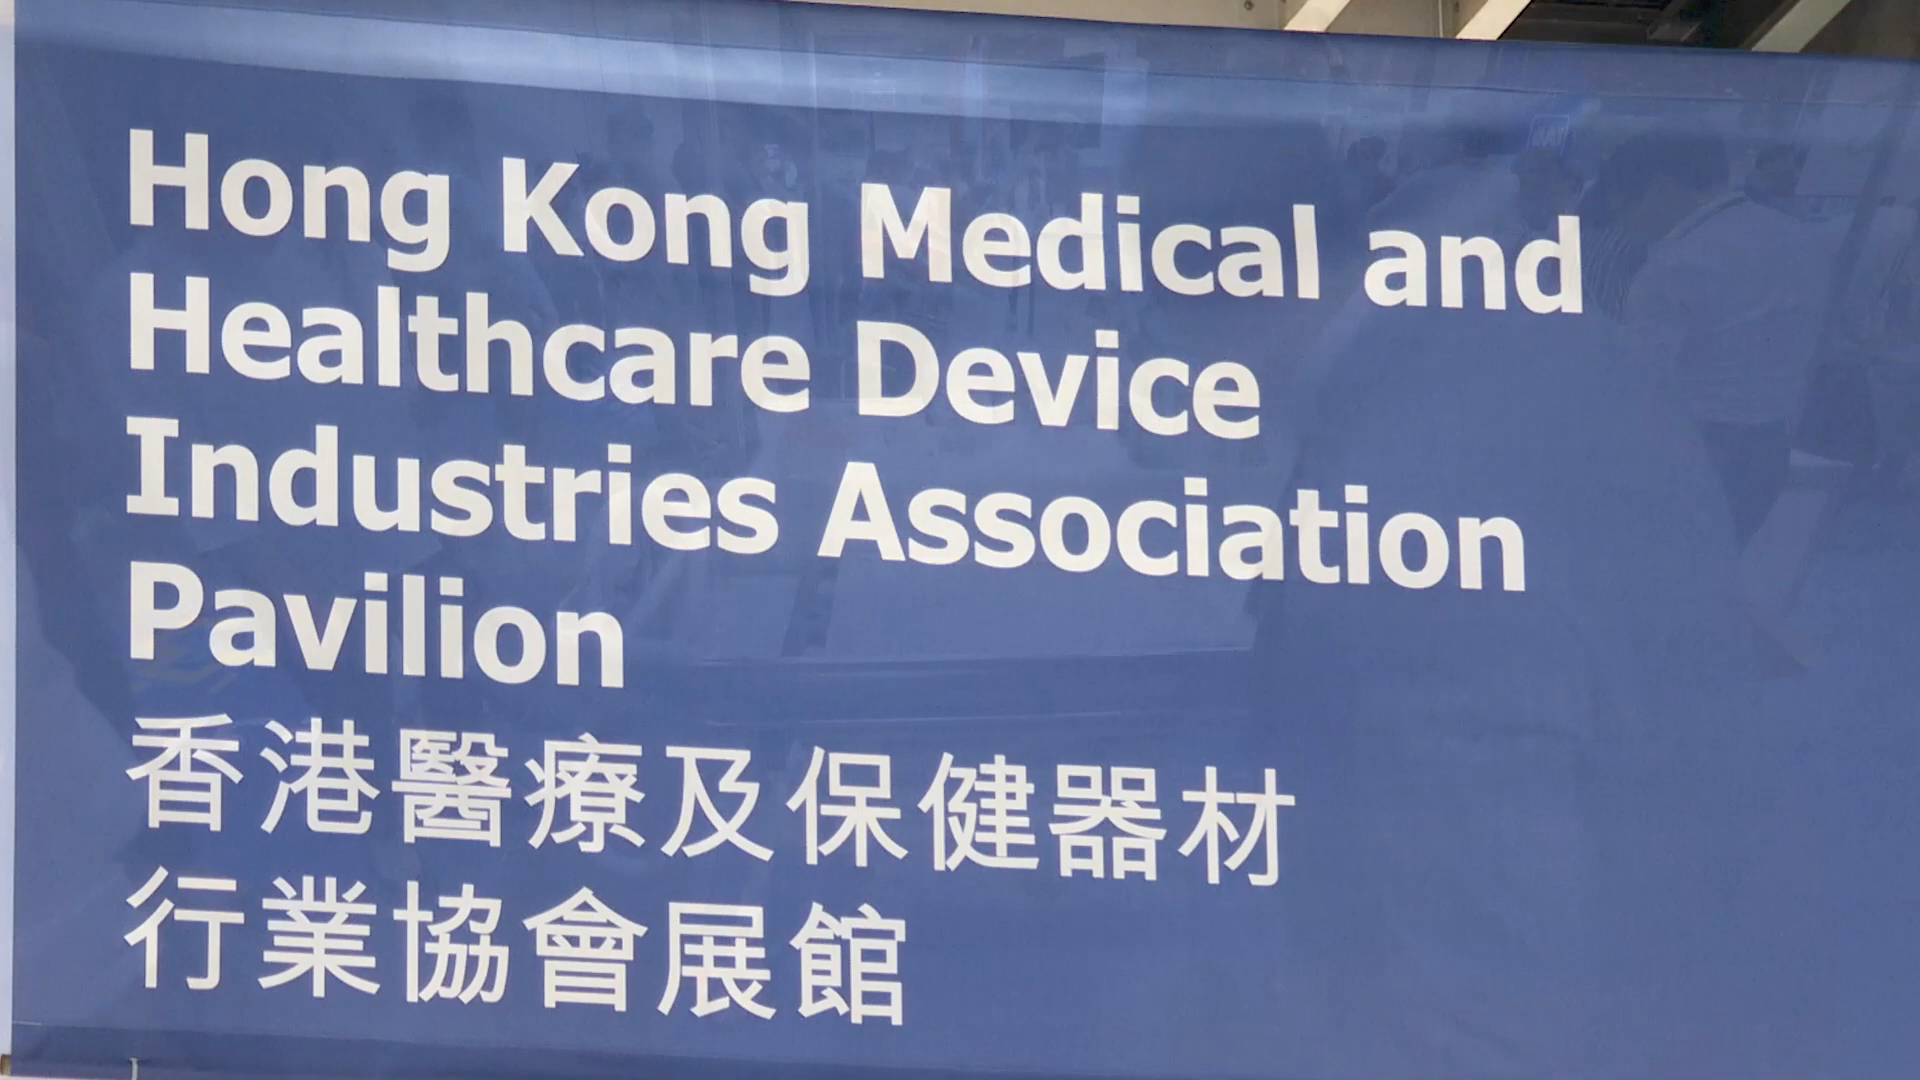 Hong Kong Medical and
Healthcare Device
Industries Association
Pavilion
香港醫療及保健器材
行業協會展館